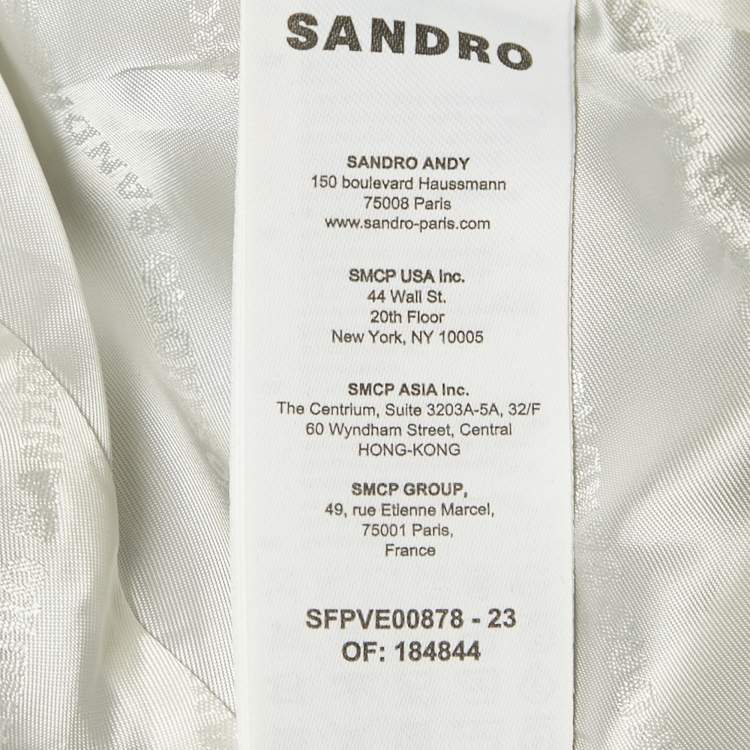 SANDRO
SANDRO ANDY
150 boulevard Haussmann
75008 Paris
www.sandro-paris.com
SMCP USA Inc.
44 Wall St.
20th Floor
New York, NY 10005
SMCP ASIA Inc.
The Centrium, Suite 3203A-5A, 32/F
60 Wyndham Street, Central
HONG-KONG
SMCP GROUP,
49, rue Etienne Marcel,
75001 Paris,
France
SFPVE00878 - 23
OF: 184844